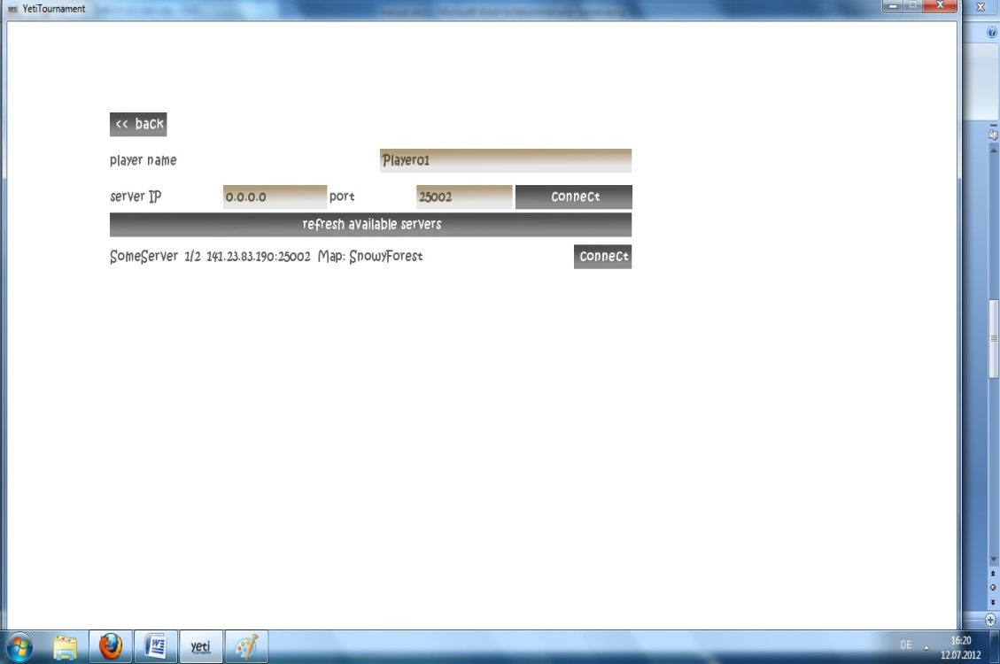 yeti YetiTournament
<< back
player name Player01
server IP 0.0.0.0 port 25002 connect
refresh available servers
SomeServer 1/2 141.23.83.190:25002 Map: SnowyForest connect
yeti
DE 16:20
12.07.2012